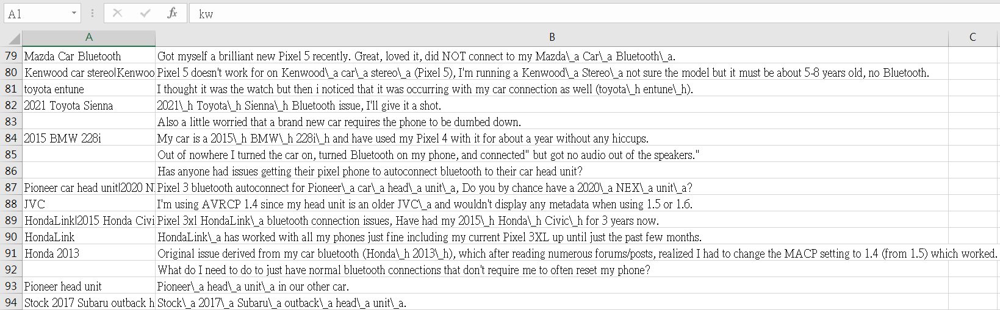 A1 fx kw
A B C
79 Mazda Car Bluetooth Got myself a brilliant new Pixel 5 recently. Great, loved it, did NOT connect to my Mazda\_a Car\_a Bluetooth\_a.
80 Kenwood car stereo|Kenwoo Pixel 5 doesn't work for on Kenwood\_a car\_a stereo\_a (Pixel 5), I'm running a Kenwood\_a Stereo\_a not sure the model but it must be about 5-8 years old, no Bluetooth.
81 toyota entune I thought it was the watch but then i noticed that it was occurring with my car connection as well (toyota\_h entune\_h).
82 2021 Toyota Sienna 2021\_h Toyota\_h Sienna\_h Bluetooth issue, I'll give it a shot.
83 Also a little worried that a brand new car requires the phone to be dumbed down.
84 2015 BMW 228i My car is a 2015\_h BMW\_h 228i\_h and have used my Pixel 4 with it for about a year without any hiccups.
85 Out of nowhere I turned the car on, turned Bluetooth on my phone, and connected" but got no audio out of the speakers."
86 Has anyone had issues getting their pixel phone to autoconnect bluetooth to their car head unit?
87 Pioneer car head unit|2020 N Pixel 3 bluetooth autoconnect for Pioneer\_a car\_a head\_a unit\_a, Do you by chance have a 2020\_a NEX\_a unit\_a?
88 JVC I'm using AVRCP 1.4 since my head unit is an older JVC\_a and wouldn't display any metadata when using 1.5 or 1.6.
89 HondaLink|2015 Honda Civi Pixel 3xl HondaLink\_a bluetooth connection issues, Have had my 2015\_h Honda\_h Civic\_h for 3 years now.
90 HondaLink HondaLink\_a has worked with all my phones just fine including my current Pixel 3XL up until just the past few months.
91 Honda 2013 Original issue derived from my car bluetooth (Honda\_h 2013\_h), which after reading numerous forums/posts, realized I had to change the MACP setting to 1.4 (from 1.5) which worked.
92 What do I need to do to just have normal bluetooth connections that don't require me to often reset my phone?
93 Pioneer head unit Pioneer\_a head\_a unit\_a in our other car.
94 Stock 2017 Subaru outback h Stock\_a 2017\_a Subaru\_a outback\_a head\_a unit\_a.